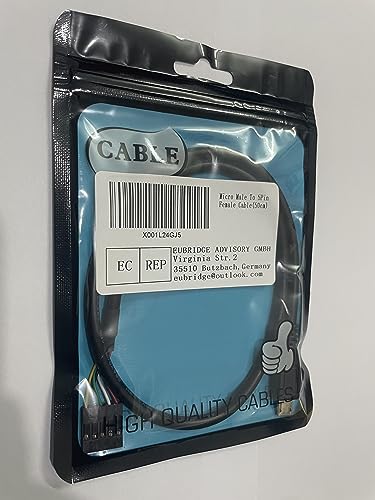 CABLE
Micro Male To 5Pin
Female Cable(50cm)
X001L24GJ5
EC REP
EUBRIDGE ADVISORY GMBH
Virginia Str.2
35510 Butzbach,Germany
eubridge@outlook.com
HIGH QUALITY CABLES